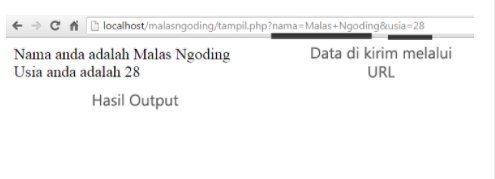 localhost/malasngoding/tampil.php?nama=Malas+Ngoding&usia=28
Nama anda adalah Malas Ngoding
Usia anda adalah 28
Data di kirim melalui
URL
Hasil Output